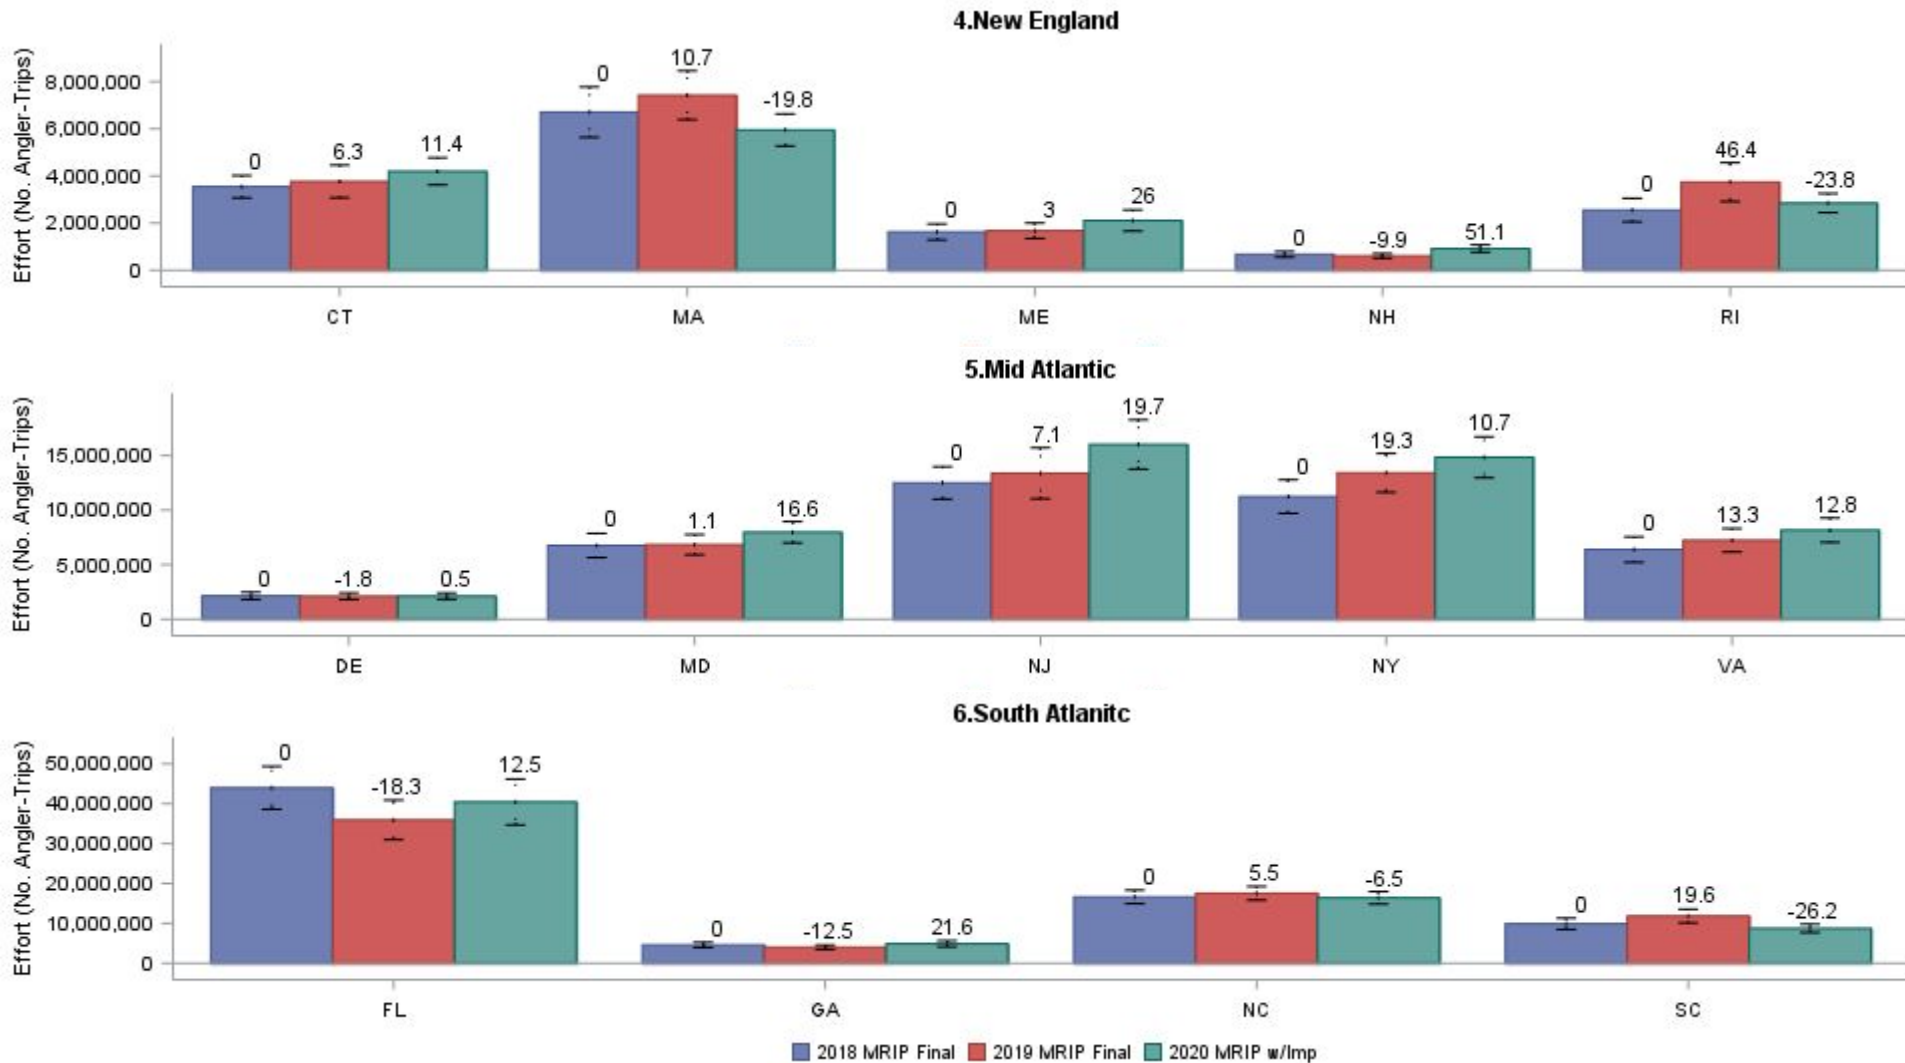 4.New England
Effort (No. Angler-Trips)
8,000,000
6,000,000
4,000,000
2,000,000
0
0 6.3 11.4
0 10.7 -19.8
0 3 26
0 -9.9 51.1
0 46.4 -23.8
CT MA ME NH RI
5.Mid Atlantic
Effort (No. Angler-Trips)
15,000,000
10,000,000
5,000,000
0
0 -1.8 0.5
0 1.1 16.6
0 7.1 19.7
0 19.3 10.7
0 13.3 12.8
DE MD NJ NY VA
6.South Atlanitc
Effort (No. Angler-Trips)
50,000,000
40,000,000
30,000,000
20,000,000
10,000,000
0
0 -18.3 12.5
0 -12.5 21.6
0 5.5 -6.5
0 19.6 -26.2
FL GA NC SC
2018 MRIP Final 2019 MRIP Final 2020 MRIP w/Imp